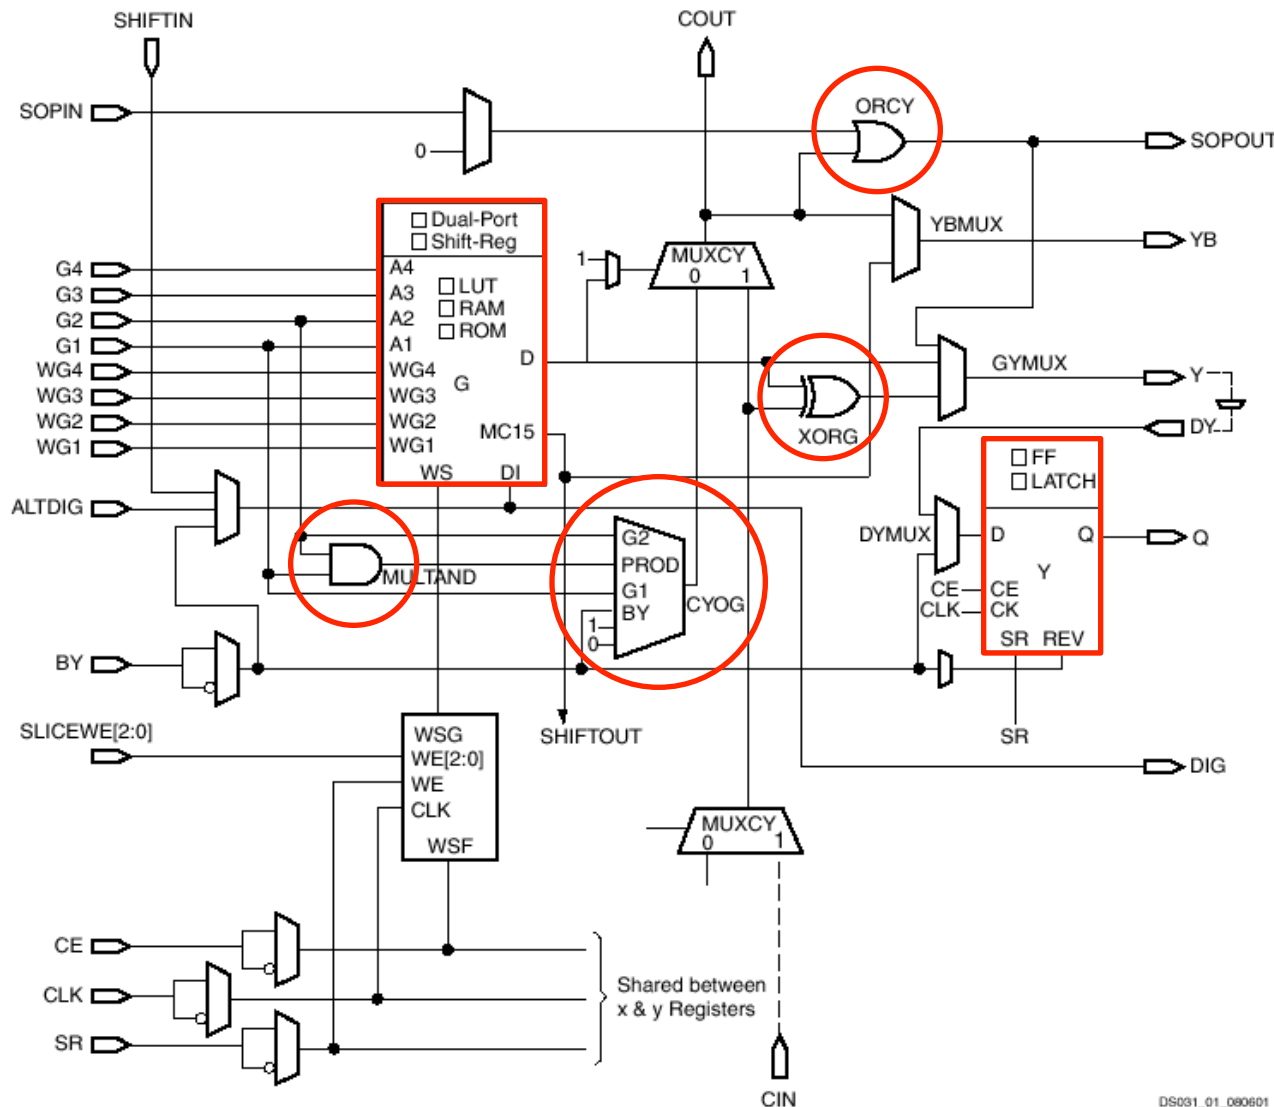 SHIFTIN
COUT
SOPIN
0
ORCY
SOPOUT
Dual-Port
Shift-Reg
YBMUX
YB
MUXCY
0 1
1
G4
G3
G2
G1
WG4
WG3
WG2
WG1
A4
A3
A2
A1
WG4
WG3
WG2
WG1
LUT
RAM
ROM
G
D
MC15
WS
DI
GYMUX
Y
DY
XORG
FF
LATCH
ALTDIG
MULTAND
G2
PROD
G1
BY
1
0
CYOG
DYMUX
D
Q
Q
Y
CE
CE
CLK
CK
SR REV
BY
SLICEWE[2:0]
WSG
WE[2:0]
WE
CLK
WSF
SHIFTOUT
SR
DIG
MUXCY
0 1
CE
CLK
SR
Shared between
x & y Registers
CIN
DS031_01_080601